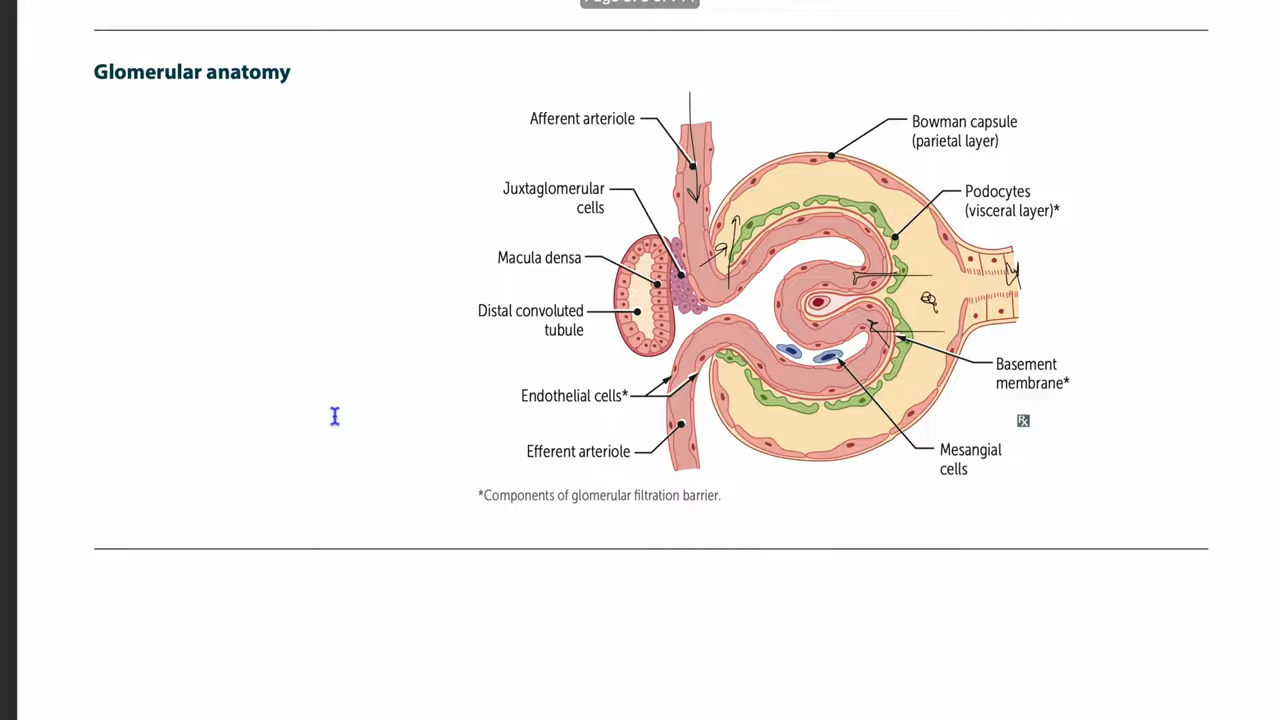 Glomerular anatomy
Afferent arteriole
Bowman capsule
(parietal layer)
Juxtaglomerular
cells
Podocytes
(visceral layer)*
Macula densa
Distal convoluted
tubule
Basement
membrane*
Endothelial cells*
Rx
Efferent arteriole
Mesangial
cells
*Components of glomerular filtration barrier.